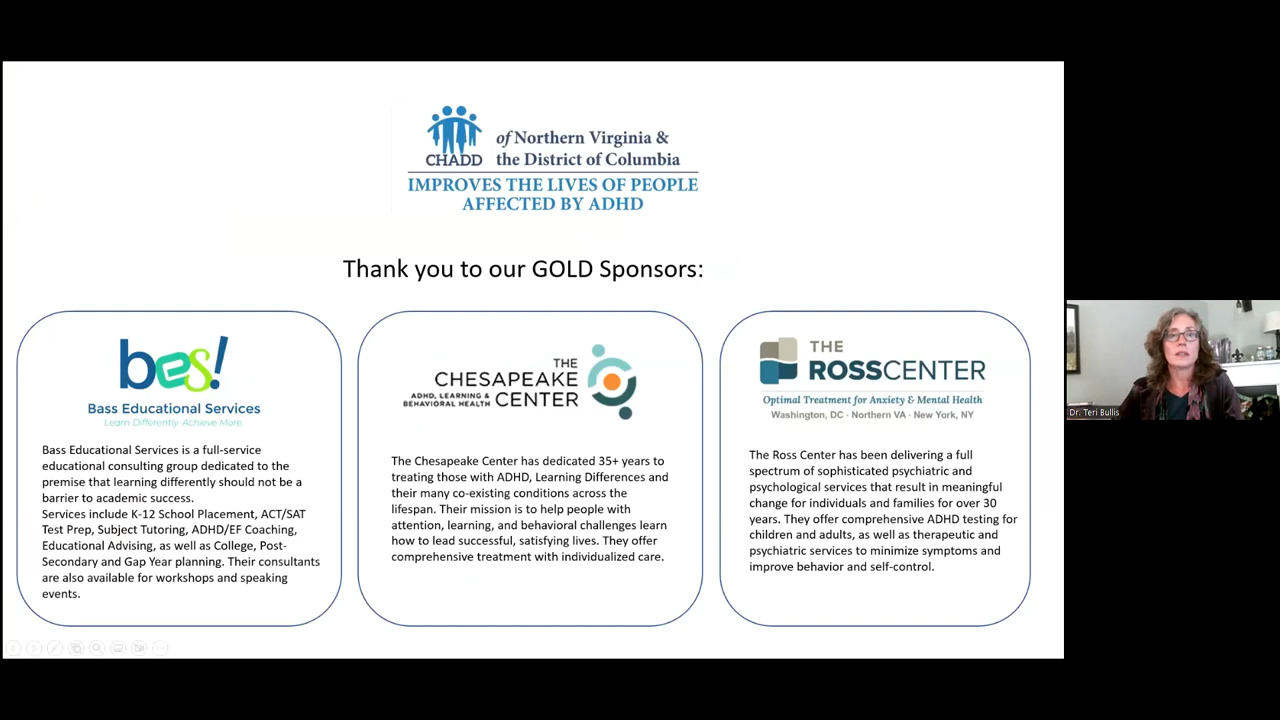 of Northern Virginia &
CHADD the District of Columbia
IMPROVES THE LIVES OF PEOPLE
AFFECTED BY ADHD
Thank you to our GOLD Sponsors:
bes!
Bass Educational Services
Learn Differently. Achieve More.
Bass Educational Services is a full-service
educational consulting group dedicated to the
premise that learning differently should not be a
barrier to academic success.
Services include K-12 School Placement, ACT/SAT
Test Prep, Subject Tutoring, ADHD/EF Coaching,
Educational Advising, as well as College, Post-
Secondary and Gap Year planning. Their consultants
are also available for workshops and speaking
events.
THE
CHESAPEAKE
ADHD, LEARNING &
BEHAVIORAL HEALTH CENTER
The Chesapeake Center has dedicated 35+ years to
treating those with ADHD, Learning Differences and
their many co-existing conditions across the
lifespan. Their mission is to help people with
attention, learning, and behavioral challenges learn
how to lead successful, satisfying lives. They offer
comprehensive treatment with individualized care.
THE
ROSSCENTER
Optimal Treatment for Anxiety & Mental Health
Washington, DC · Northern VA · New York, NY
The Ross Center has been delivering a full
spectrum of sophisticated psychiatric and
psychological services that result in meaningful
change for individuals and families for over 30
years. They offer comprehensive ADHD testing for
children and adults, as well as therapeutic and
psychiatric services to minimize symptoms and
improve behavior and self-control.
Dr. Teri Bullis